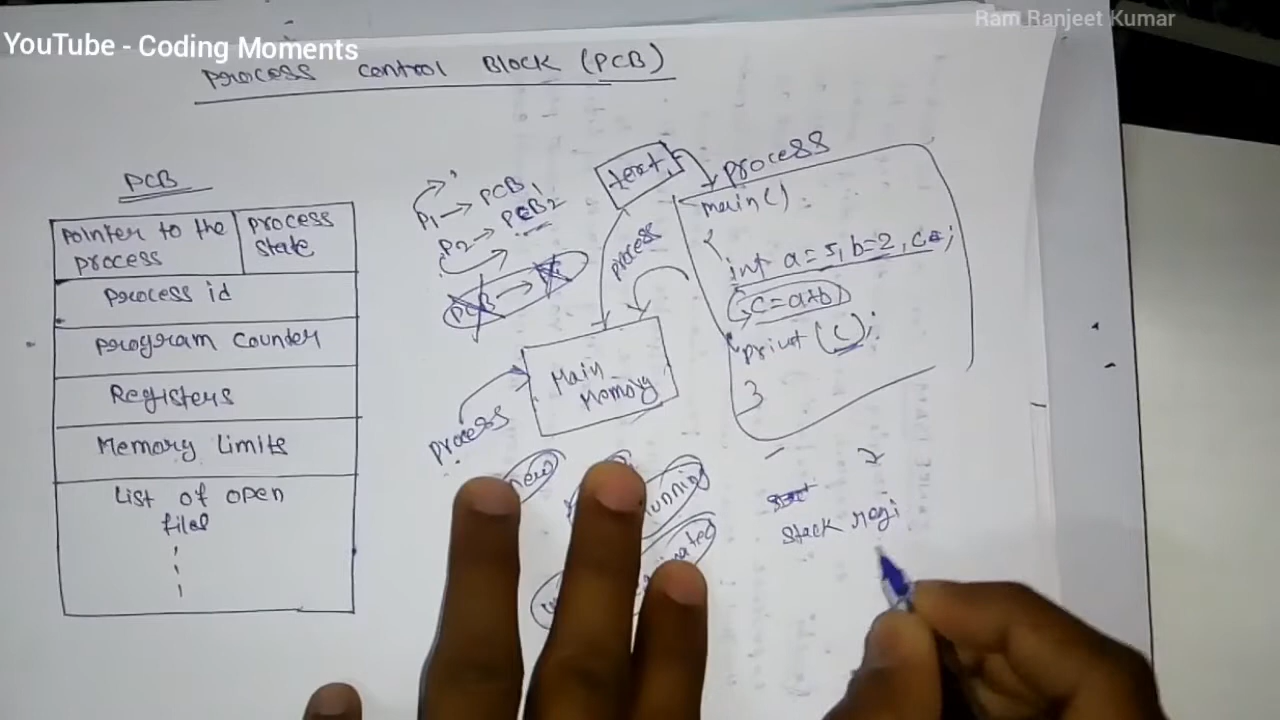 Ram Ranjeet Kumar
YouTube - Coding Moments
Process Control Block (PCB)
PCB
Pointer to the process
Process state
Process id
Program Counter
Registers
Memory Limits
List of open
files
P1 → PCB1
P2 → PCB2
text
process
process
main()
{
int a = 5, b=2, c;
c=a+b
print (c);
}
Main
Memory
process
new
Stack regi